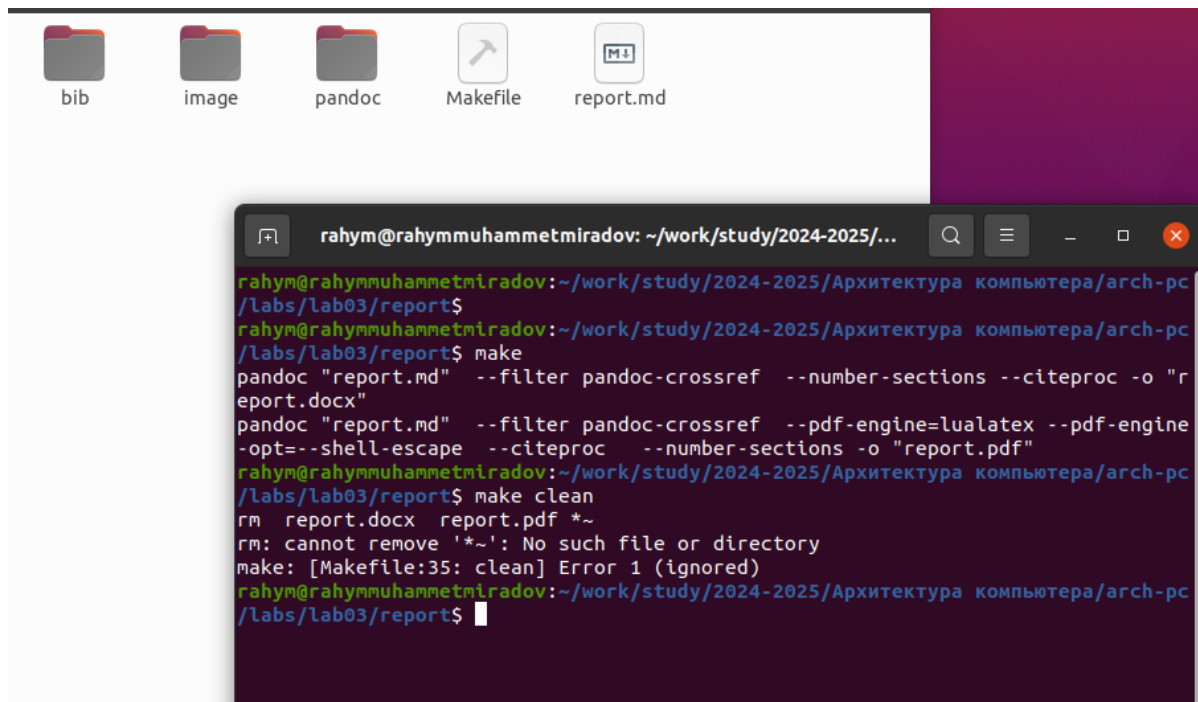 bib
image
pandoc
Makefile
M↓
report.md
rahym@rahymmuhammetmiradov: ~/work/study/2024-2025/...
rahym@rahymmuhammetmiradov:~/work/study/2024-2025/Архитектура компьютера/arch-pc
/labs/lab03/report$
rahym@rahymmuhammetmiradov:~/work/study/2024-2025/Архитектура компьютера/arch-pc
/labs/lab03/report$ make
pandoc "report.md"  --filter pandoc-crossref  --number-sections --citeproc -o "r
eport.docx"
pandoc "report.md"  --filter pandoc-crossref  --pdf-engine=lualatex --pdf-engine
-opt=--shell-escape  --citeproc   --number-sections -o "report.pdf"
rahym@rahymmuhammetmiradov:~/work/study/2024-2025/Архитектура компьютера/arch-pc
/labs/lab03/report$ make clean
rm  report.docx  report.pdf *~
rm: cannot remove '*~': No such file or directory
make: [Makefile:35: clean] Error 1 (ignored)
rahym@rahymmuhammetmiradov:~/work/study/2024-2025/Архитектура компьютера/arch-pc
/labs/lab03/report$